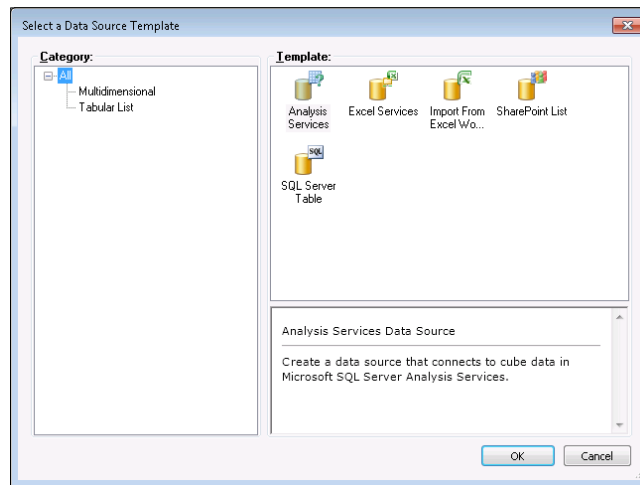 Select a Data Source Template
Category:
All
Multidimensional
Tabular List
Template:
Analysis
Services
Excel Services
Import From
Excel Wo...
SharePoint List
SQL
SQL Server
Table
Analysis Services Data Source
Create a data source that connects to cube data in
Microsoft SQL Server Analysis Services.
OK
Cancel